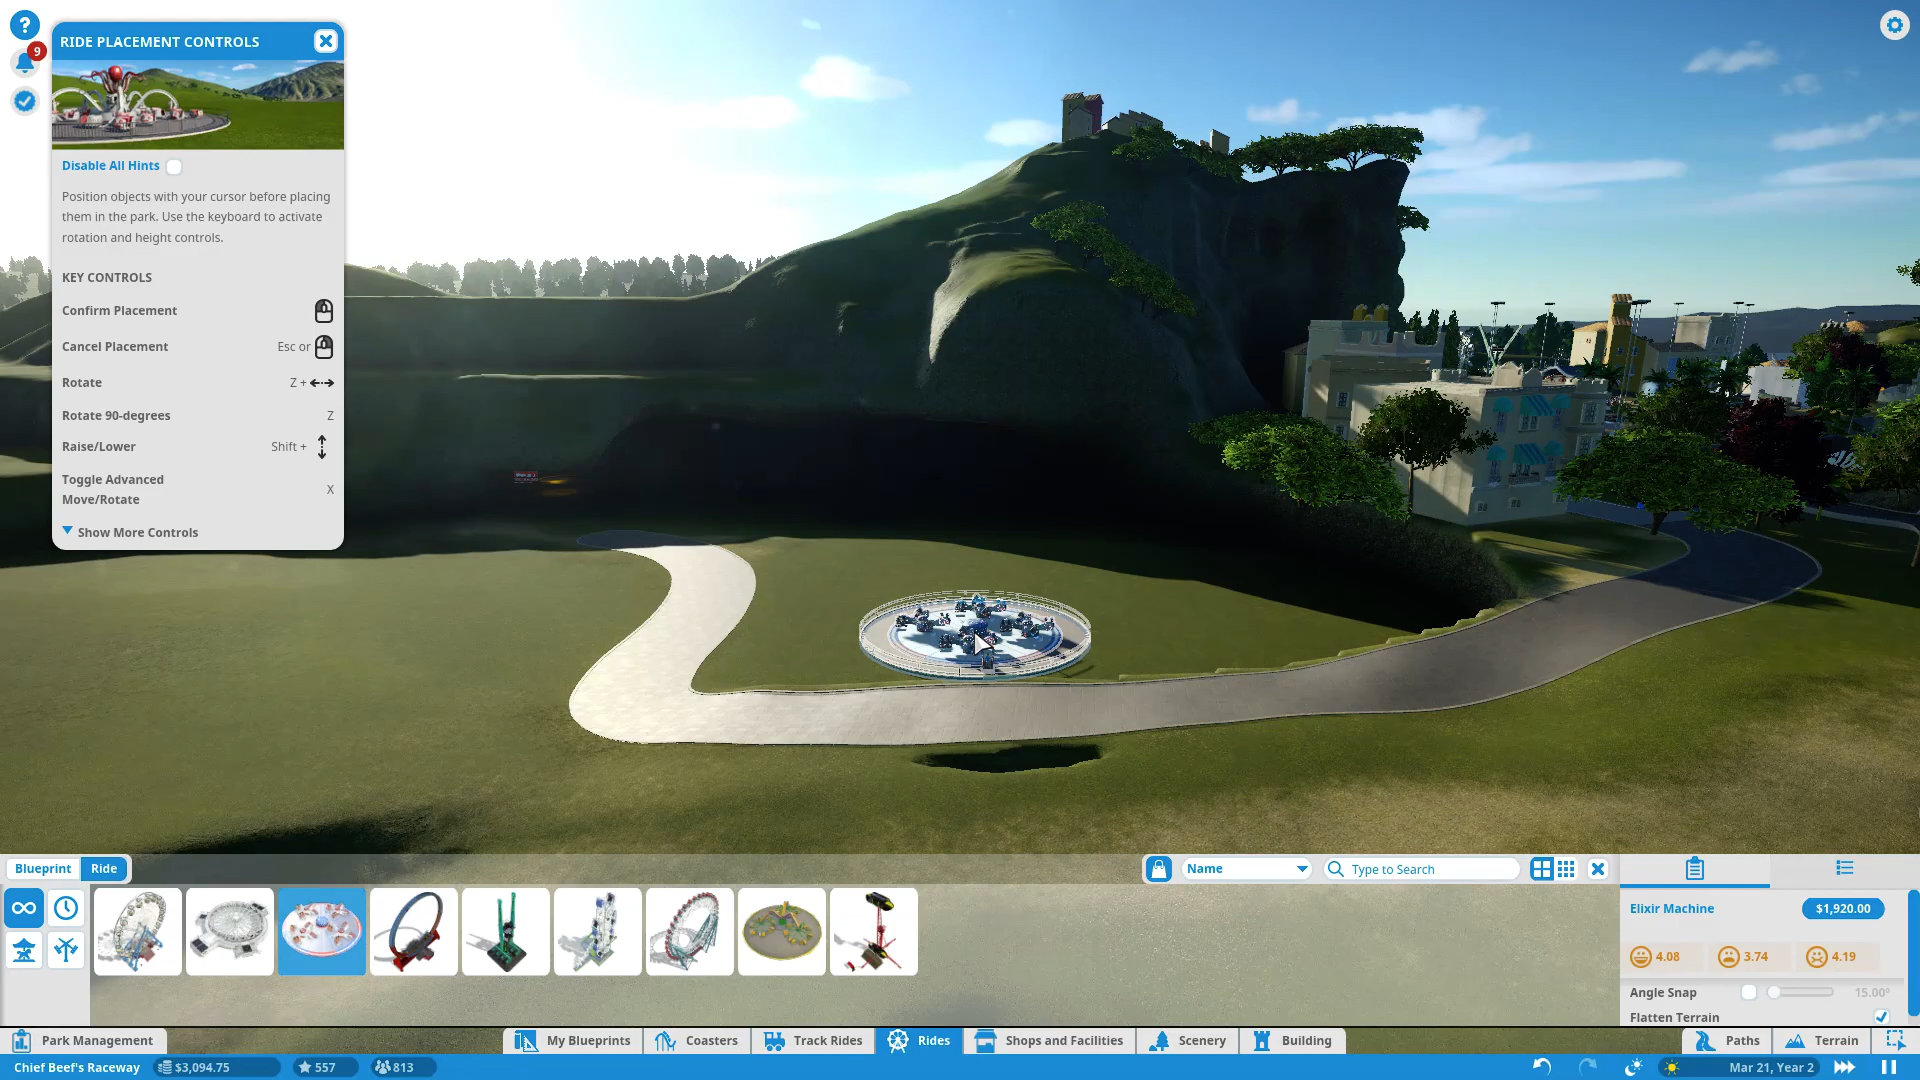 ?
9
RIDE PLACEMENT CONTROLS
Disable All Hints
Position objects with your cursor before placing
them in the park. Use the keyboard to activate
rotation and height controls.
KEY CONTROLS
Confirm Placement
Cancel Placement Esc or
Rotate Z +
Rotate 90-degrees Z
Raise/Lower Shift +
Toggle Advanced
Move/Rotate X
Show More Controls
Blueprint Ride
Name
Type to Search
Elixir Machine $1,920.00
4.08 3.74 4.19
Angle Snap 15.00°
Flatten Terrain
Park Management
My Blueprints Coasters Track Rides Rides Shops and Facilities Scenery Building
Paths Terrain
Chief Beef's Raceway $3,094.75 557 813
Mar 21, Year 2